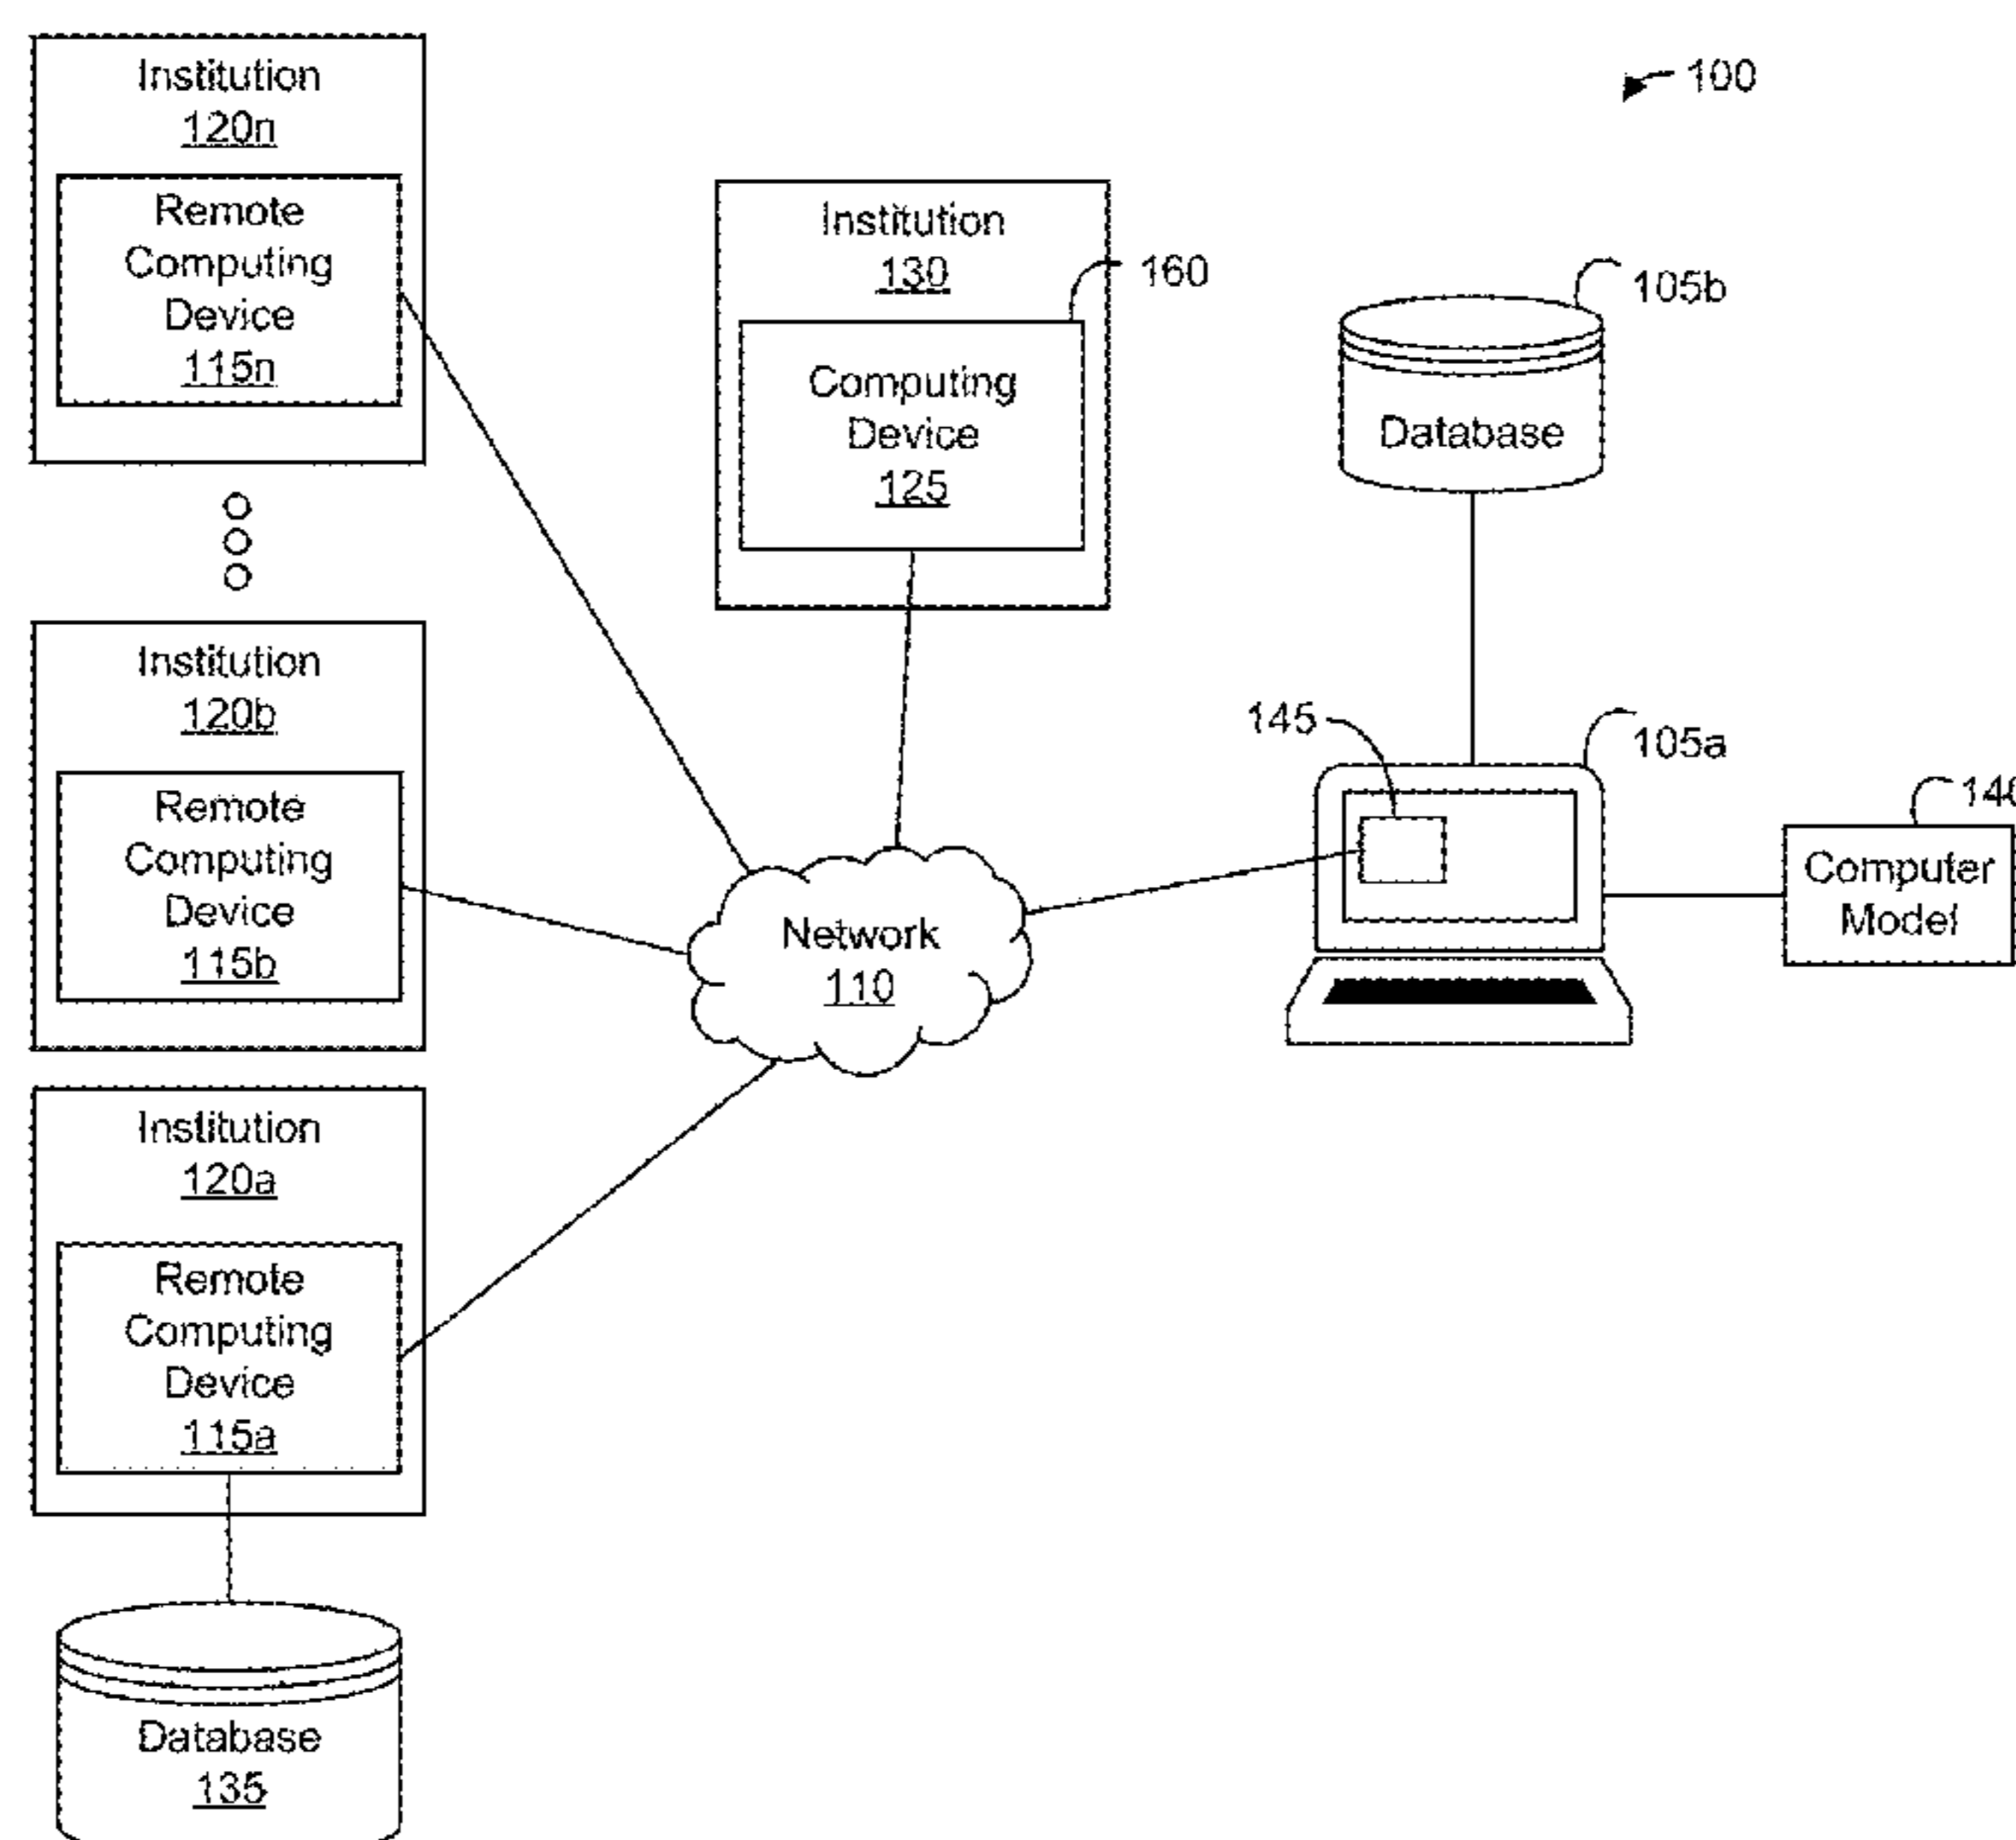 100
Institution
120n
Remote
Computing
Device
115n
Institution
130
160
Computing
Device
125
105b
Database
Institution
120b
Remote
Computing
Device
115b
145
105a
140
Computer
Model
Network
110
Institution
120a
Remote
Computing
Device
115a
Database
135